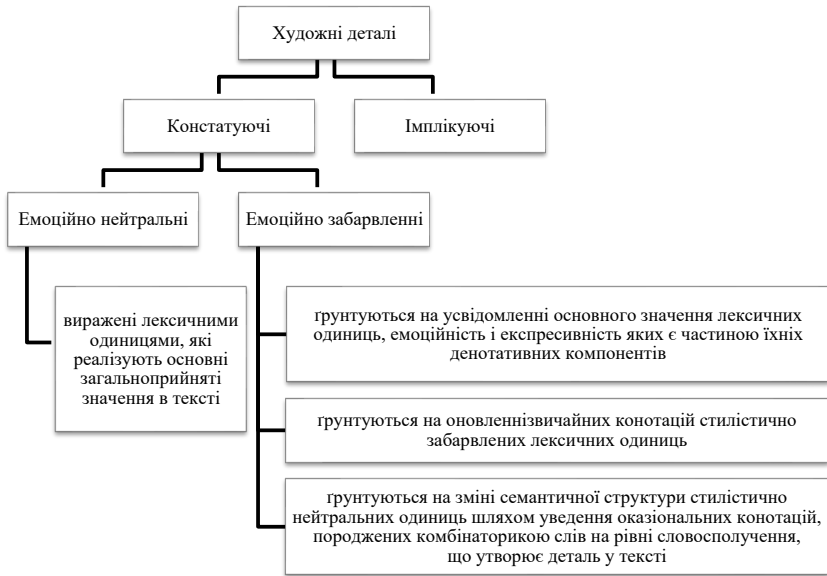 Художні деталі
Констатуючі
Імплікуючі
Емоційно нейтральні
Емоційно забарвленні
виражені лексичними
одиницями, які
реалізують основні
загальноприйняті
значення в тексті
ґрунтуються на усвідомленні основного значення лексичних
одиниць, емоційність і експресивність яких є частиною їхніх
денотативних компонентів
ґрунтуються на оновленнізвичайних конотацій стилістично
забарвлених лексичних одиниць
ґрунтуються на зміні семантичної структури стилістично
нейтральних одиниць шляхом уведення оказіональних конотацій,
породжених комбінаторикою слів на рівні словосполучення,
що утворює деталь у тексті